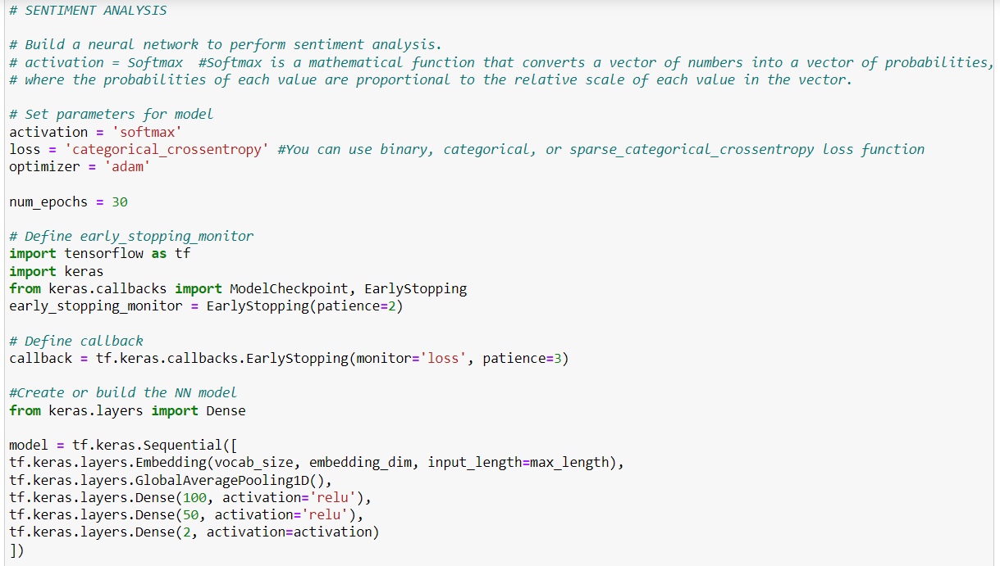 # SENTIMENT ANALYSIS
# Build a neural network to perform sentiment analysis.
# activation = Softmax  #Softmax is a mathematical function that converts a vector of numbers into a vector of probabilities,
# where the probabilities of each value are proportional to the relative scale of each value in the vector.
# Set parameters for model
activation = 'softmax'
loss = 'categorical_crossentropy' #You can use binary, categorical, or sparse_categorical_crossentropy loss function
optimizer = 'adam'
num_epochs = 30
# Define early_stopping_monitor
import tensorflow as tf
import keras
from keras.callbacks import ModelCheckpoint, EarlyStopping
early_stopping_monitor = EarlyStopping(patience=2)
# Define callback
callback = tf.keras.callbacks.EarlyStopping(monitor='loss', patience=3)
#Create or build the NN model
from keras.layers import Dense
model = tf.keras.Sequential([
tf.keras.layers.Embedding(vocab_size, embedding_dim, input_length=max_length),
tf.keras.layers.GlobalAveragePooling1D(),
tf.keras.layers.Dense(100, activation='relu'),
tf.keras.layers.Dense(50, activation='relu'),
tf.keras.layers.Dense(2, activation=activation)
])